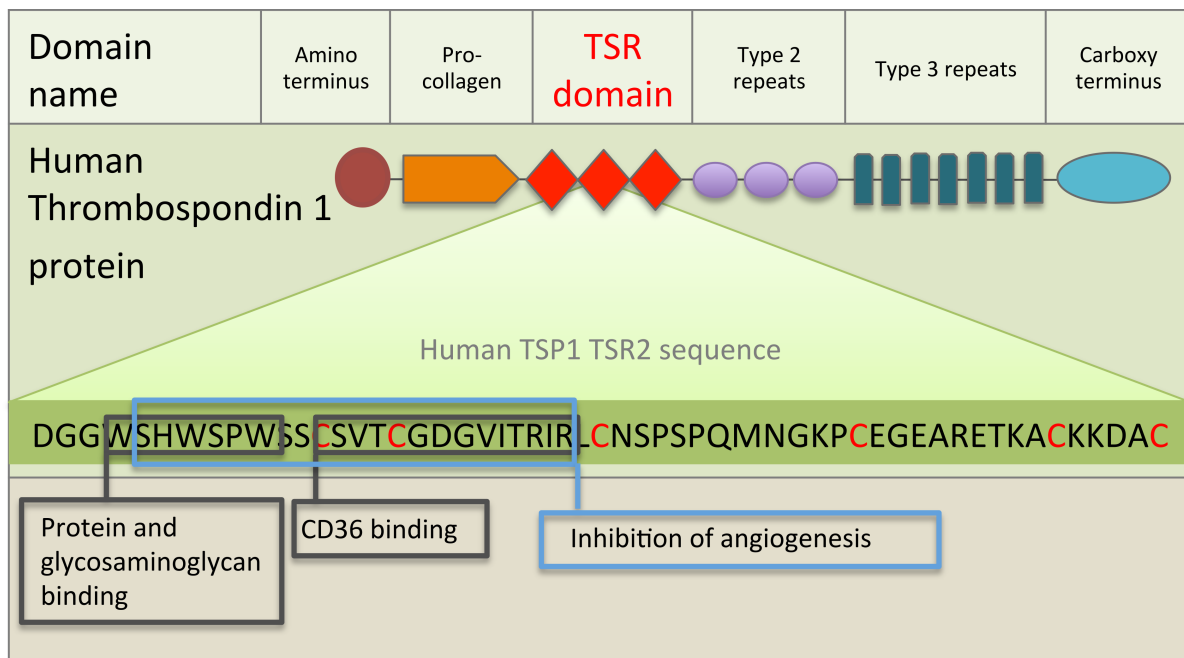 Domain
name
Amino
terminus
Pro-
collagen
TSR
domain
Type 2
repeats
Type 3 repeats
Carboxy
terminus
Human
Thrombospondin 1
protein
Human TSP1 TSR2 sequence
DGGWSHWSPWSSCSVTCGDGVITRIRLCNSPSPQMNGKPCEGEARETKACKKDAC
Protein and
glycosaminoglycan
binding
CD36 binding
Inhibition of angiogenesis